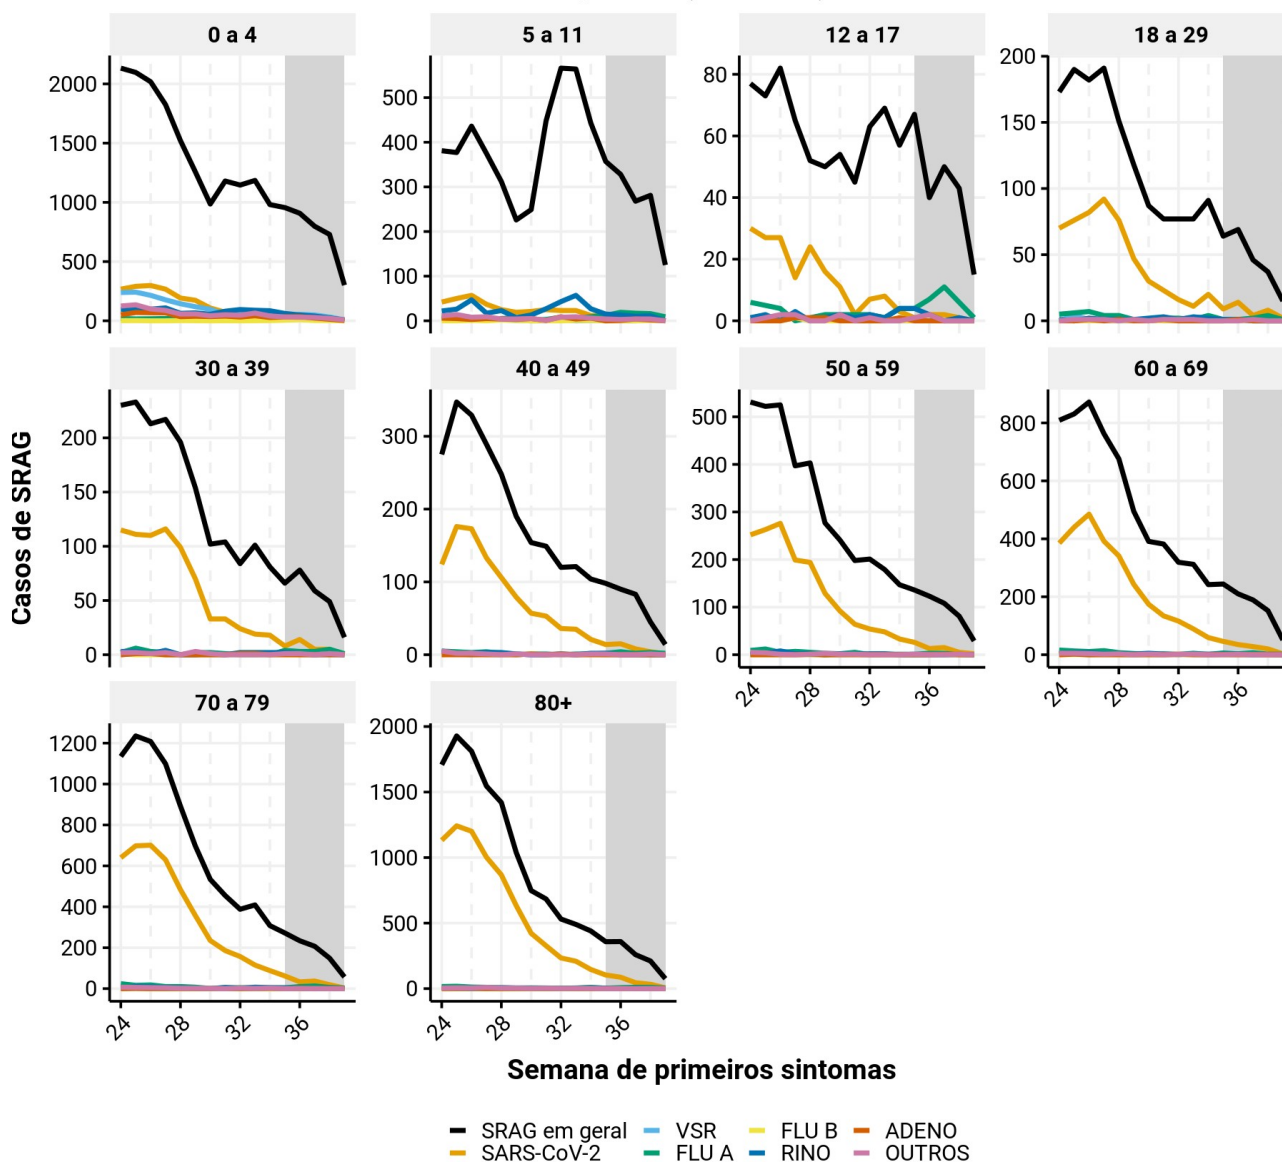 0 a 4 5 a 11 12 a 17 18 a 29
2000 500 80 200
1500 400 60 150
1000 300 40 100
500 200 20 50
0 100 0 0
0
30 a 39 40 a 49 50 a 59 60 a 69
200 300 500 800
150 200 400 600
100 100 300 400
50 0 200 200
0 100 0
0
24 28 32 36 24 28 32 36
70 a 79 80+
1200 2000
1000 1500
800 1000
600 500
400 0
200
0
24 28 32 36 24 28 32 36
Casos de SRAG
Semana de primeiros sintomas
SRAG em geral VSR FLU B ADENO
SARS-CoV-2 FLU A RINO OUTROS